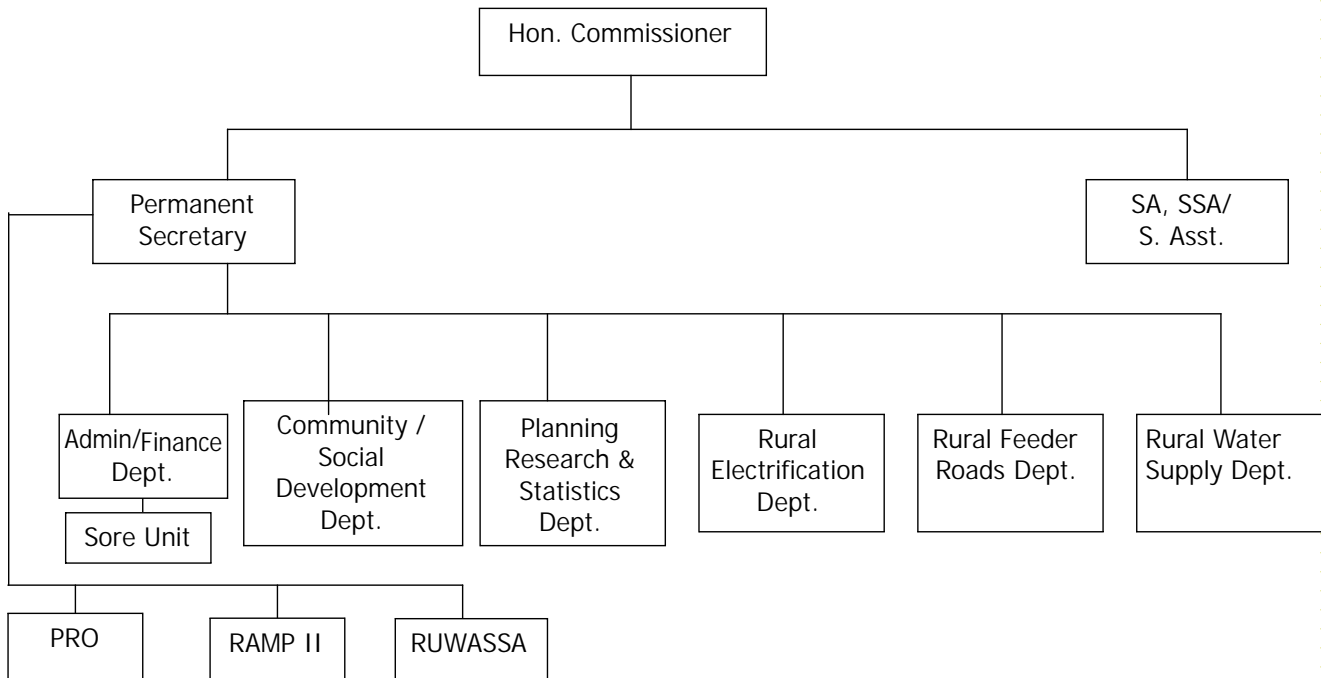 Hon. Commissioner
Permanent
Secretary
SA, SSA/
S. Asst.
Admin/Finance
Dept.
Community /
Social
Development
Dept.
Planning
Research &
Statistics
Dept.
Rural
Electrification
Dept.
Rural Feeder
Roads Dept.
Rural Water
Supply Dept.
Sore Unit
PRO
RAMP II
RUWASSA